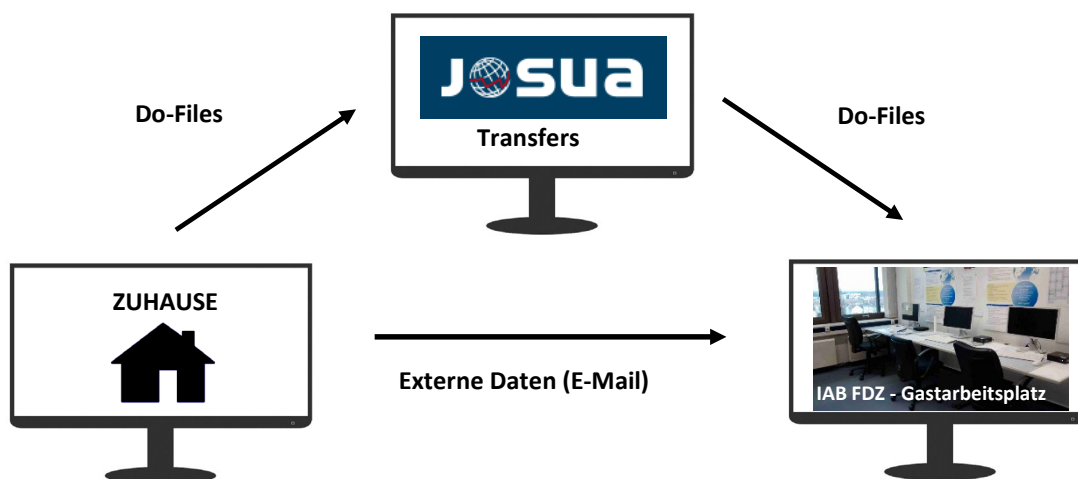 JOSUA
Transfers
Do-Files
Do-Files
ZUHAUSE
Externe Daten (E-Mail)
IAB FDZ - Gastarbeitsplatz